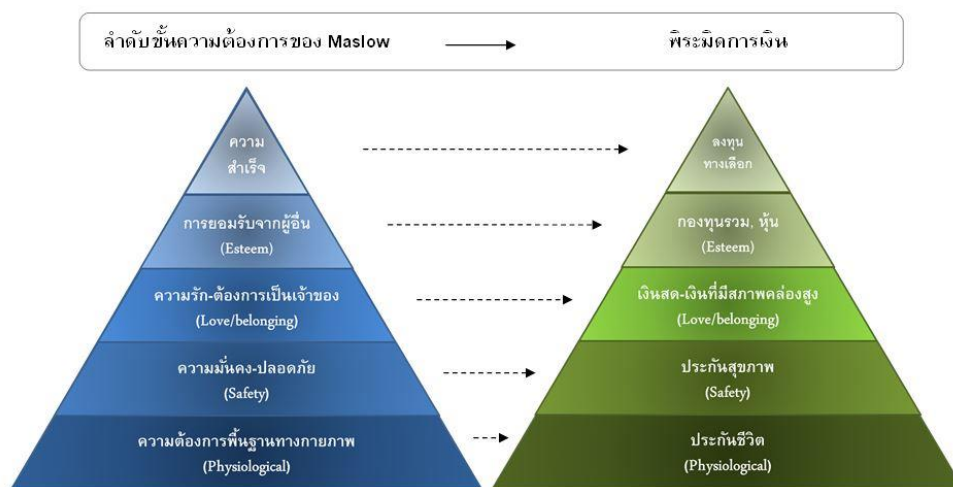 ลำดับขั้นความต้องการของ Maslow
พีระมิดการเงิน
ความ
สำเร็จ
การยอมรับจากผู้อื่น
(Esteem)
ความรัก-ต้องการเป็นเจ้าของ
(Love/belonging)
ความมั่นคง-ปลอดภัย
(Safety)
ความต้องการพื้นฐานทางกายภาพ
(Physiological)
ลงทุน
ทางเลือก
กองทุนรวม, หุ้น
(Esteem)
เงินสด-เงินที่มีสภาพคล่องสูง
(Love/belonging)
ประกันสุขภาพ
(Safety)
ประกันชีวิต
(Physiological)